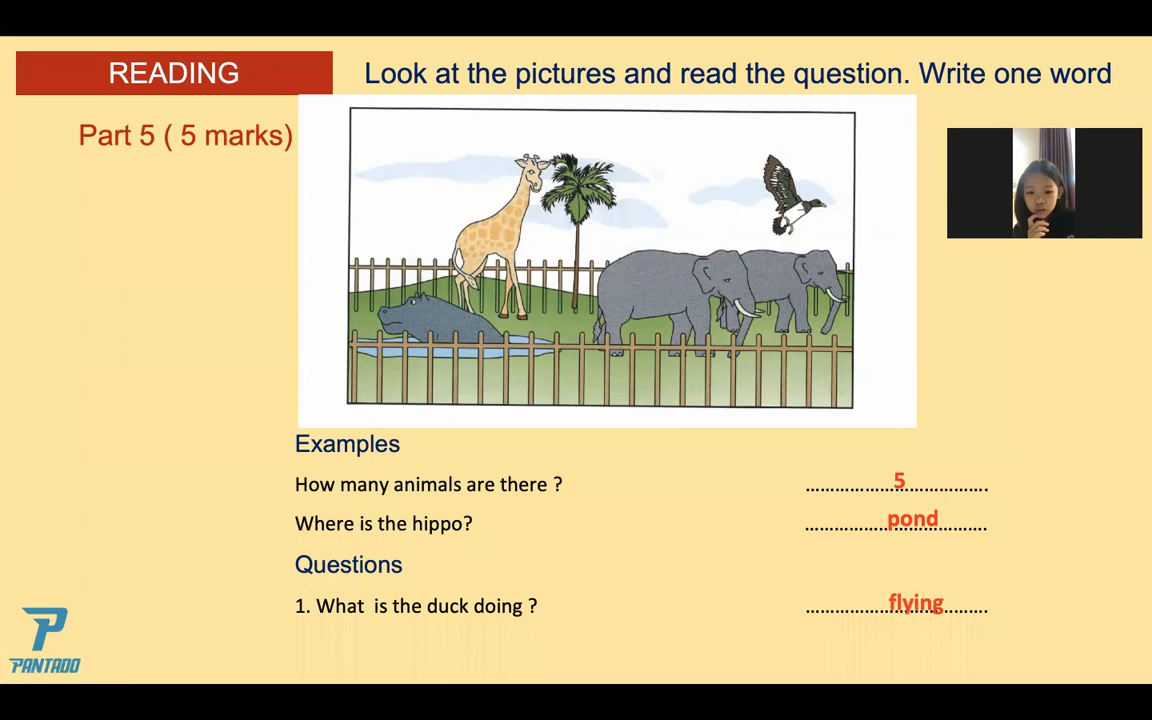 READING
Look at the pictures and read the question. Write one word
Part 5 ( 5 marks)
Examples
How many animals are there ? ………………………………. 5
Where is the hippo? ………………………………. pond
Questions
1. What  is the duck doing ? ………………………………. flying
PANTADO